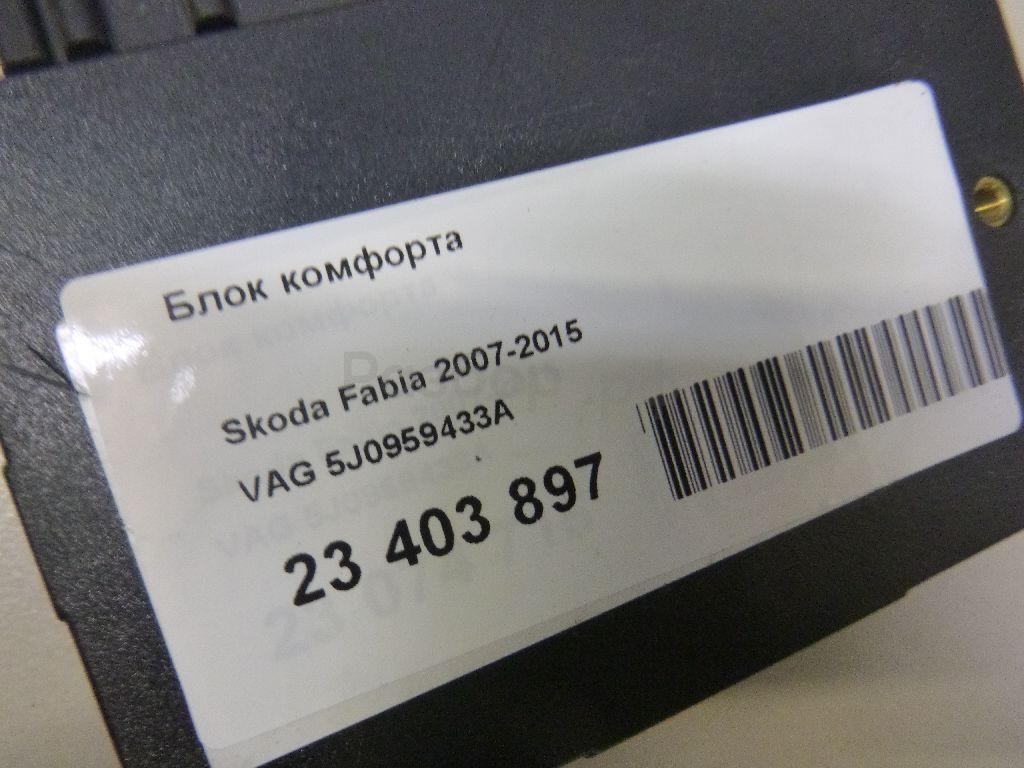 Блок комфорта
Skoda Fabia 2007-2015
VAG 5J0959433A
23 403 897